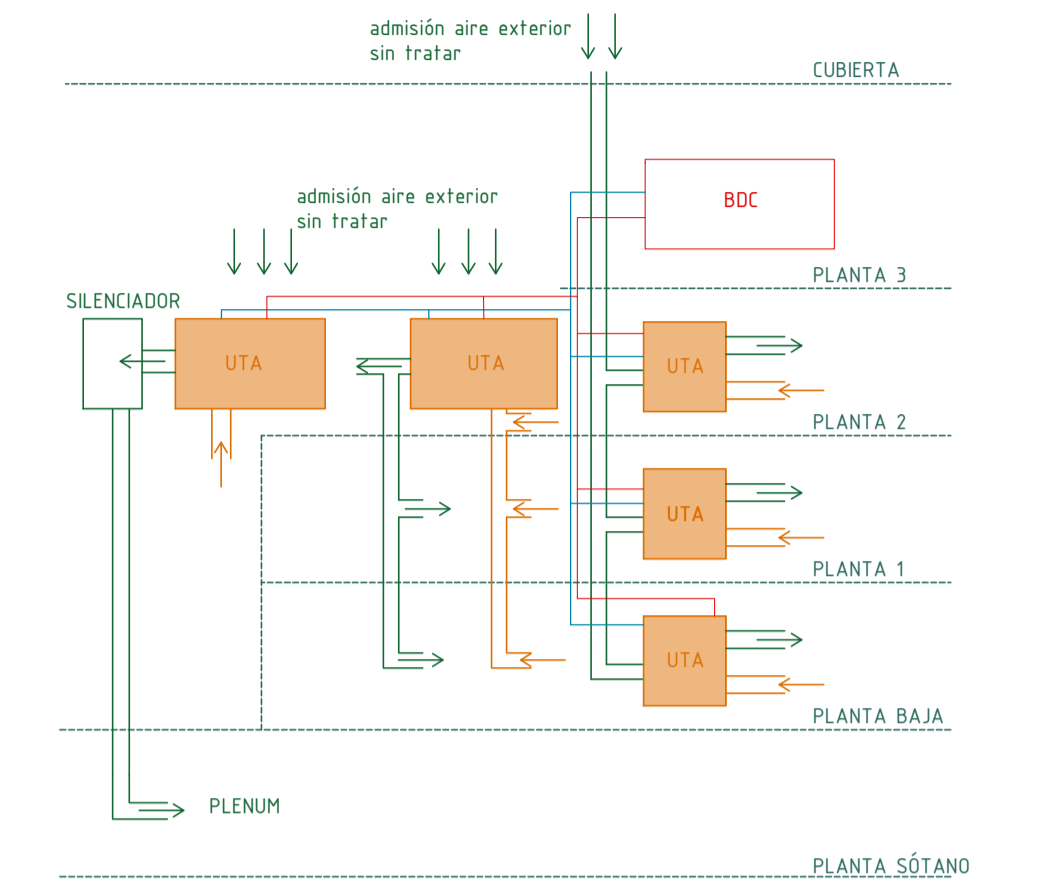 admisión aire exterior
sin tratar
CUBIERTA
BDC
admisión aire exterior
sin tratar
PLANTA 3
SILENCIADOR
UTA
UTA
UTA
PLANTA 2
UTA
PLANTA 1
UTA
PLANTA BAJA
PLENUM
PLANTA SÓTANO